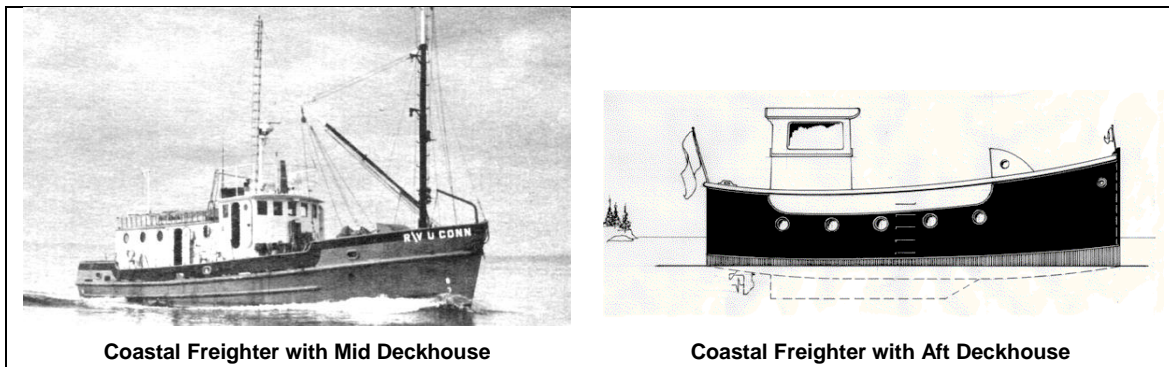 R/V U CONN
Coastal Freighter with Mid Deckhouse
Coastal Freighter with Aft Deckhouse